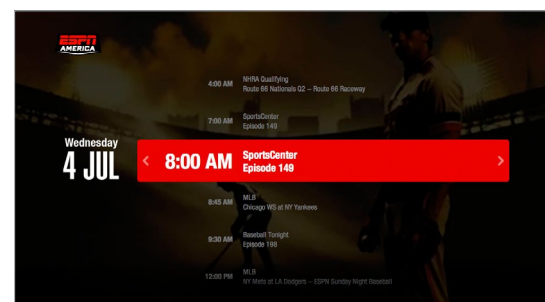 ESPN
AMERICA
4:00 AM
NHRA Qualifying
Route 66 Nationals Q2 – Route 66 Raceway
7:00 AM
SportsCenter
Episode 149
Wednesday
4 JUL
8:00 AM
SportsCenter
Episode 149
8:45 AM
MLB
Chicago WS at NY Yankees
9:30 AM
Baseball Tonight
Episode 198
12:00 PM
MLB
NY Mets at LA Dodgers – ESPN Sunday Night Baseball